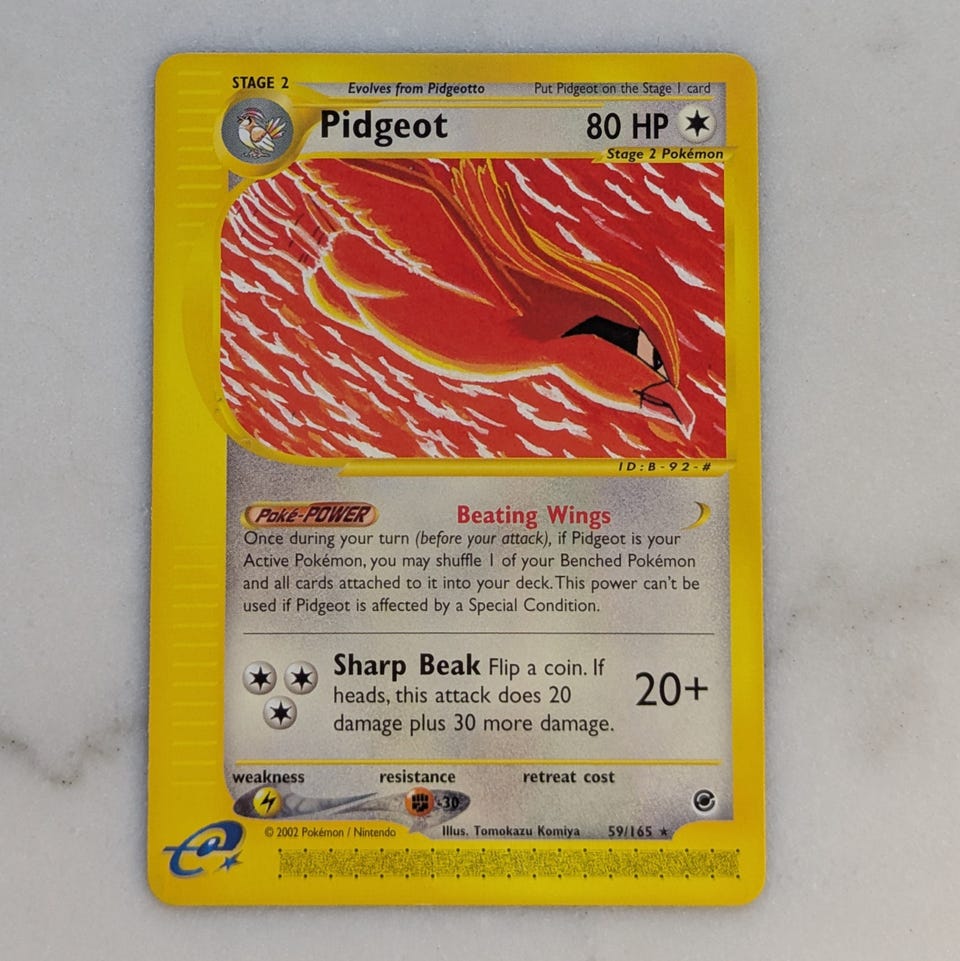 STAGE 2 Evolves from Pidgeotto Put Pidgeot on the Stage 1 card
Pidgeot 80 HP
Stage 2 Pokémon
ID:B-92-#
Poké-POWER Beating Wings
Once during your turn (before your attack), if Pidgeot is your
Active Pokémon, you may shuffle 1 of your Benched Pokémon
and all cards attached to it into your deck. This power can't be
used if Pidgeot is affected by a Special Condition.
Sharp Beak Flip a coin. If
heads, this attack does 20
damage plus 30 more damage.
20+
weakness resistance retreat cost
-30
© 2002 Pokémon / Nintendo Illus. Tomokazu Komiya 59/165 ★
e